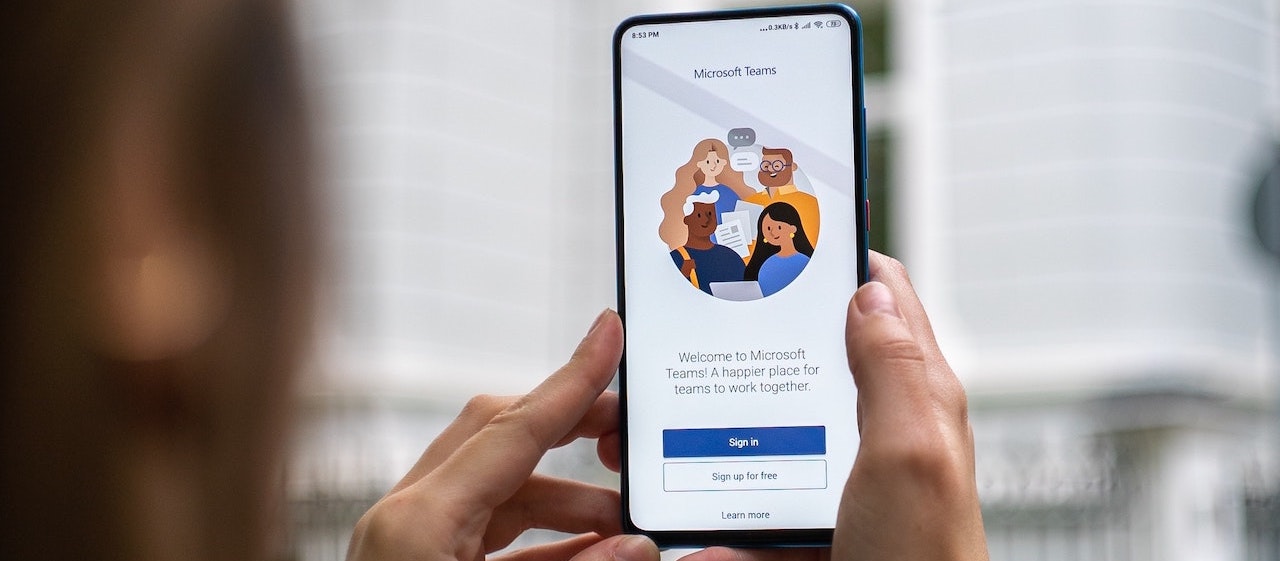 8:53 PM
...0.3KB/s
Microsoft Teams
Welcome to Microsoft
Teams! A happier place for
teams to work together.
Sign in
Sign up for free
Learn more